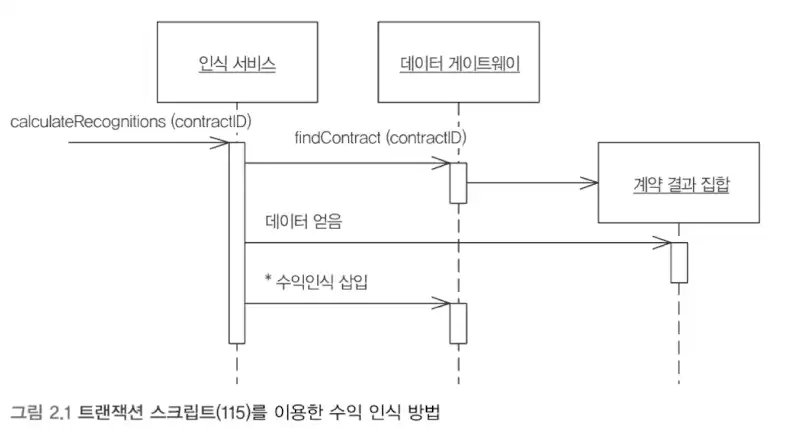 인식 서비스
데이터 게이트웨이
calculateRecognitions (contractID)
findContract (contractID)
계약 결과 집합
데이터 얻음
* 수익인식 삽입
그림 2.1 트랜잭션 스크립트(115)를 이용한 수익 인식 방법